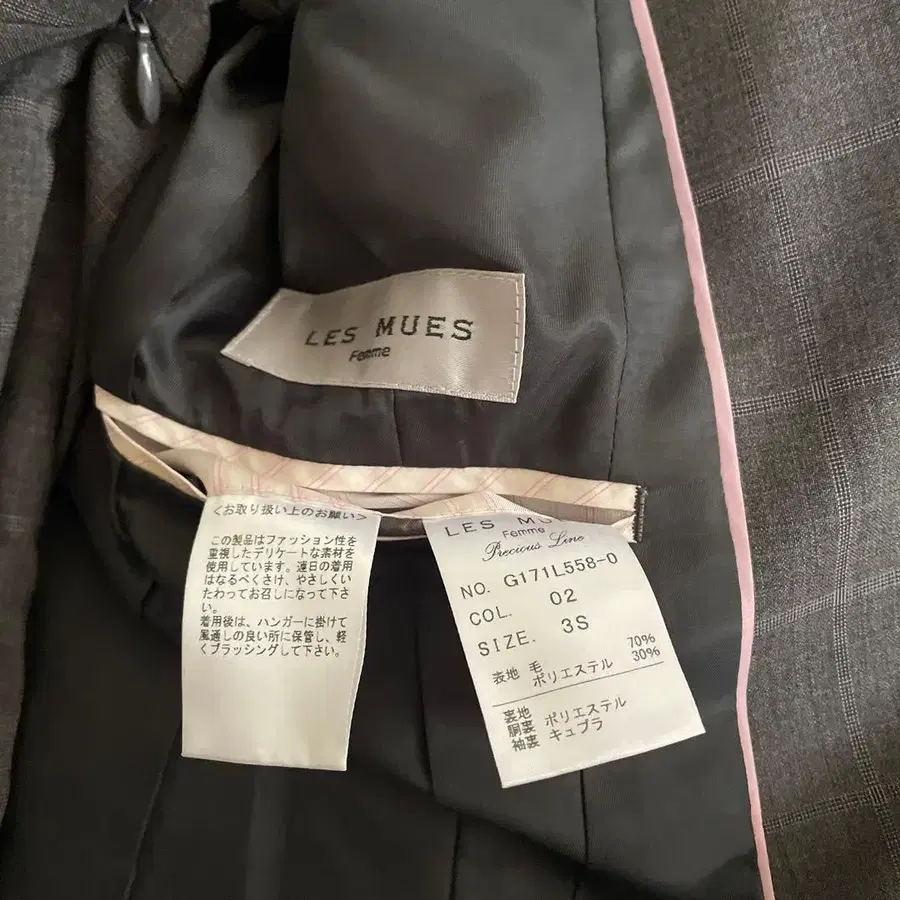 LES MUES
Femme
<お取り扱い上のお願い>
この製品はファッション性を
重視したデリケートな素材を
使用しています。連日の着用
はなるべくさけ、やさしくい
たわってお召しになって下さ
い。
着用後は、ハンガーに掛けて
風通しの良い所に保管し、軽
くブラッシングして下さい。
LES MU
Femme
Precious Line
NO. G171L558-0
COL. 02
SIZE. 3S
表地 毛 70%
ポリエステル 30%
裏地
胴裏 ポリエステル
袖裏 キュプラ